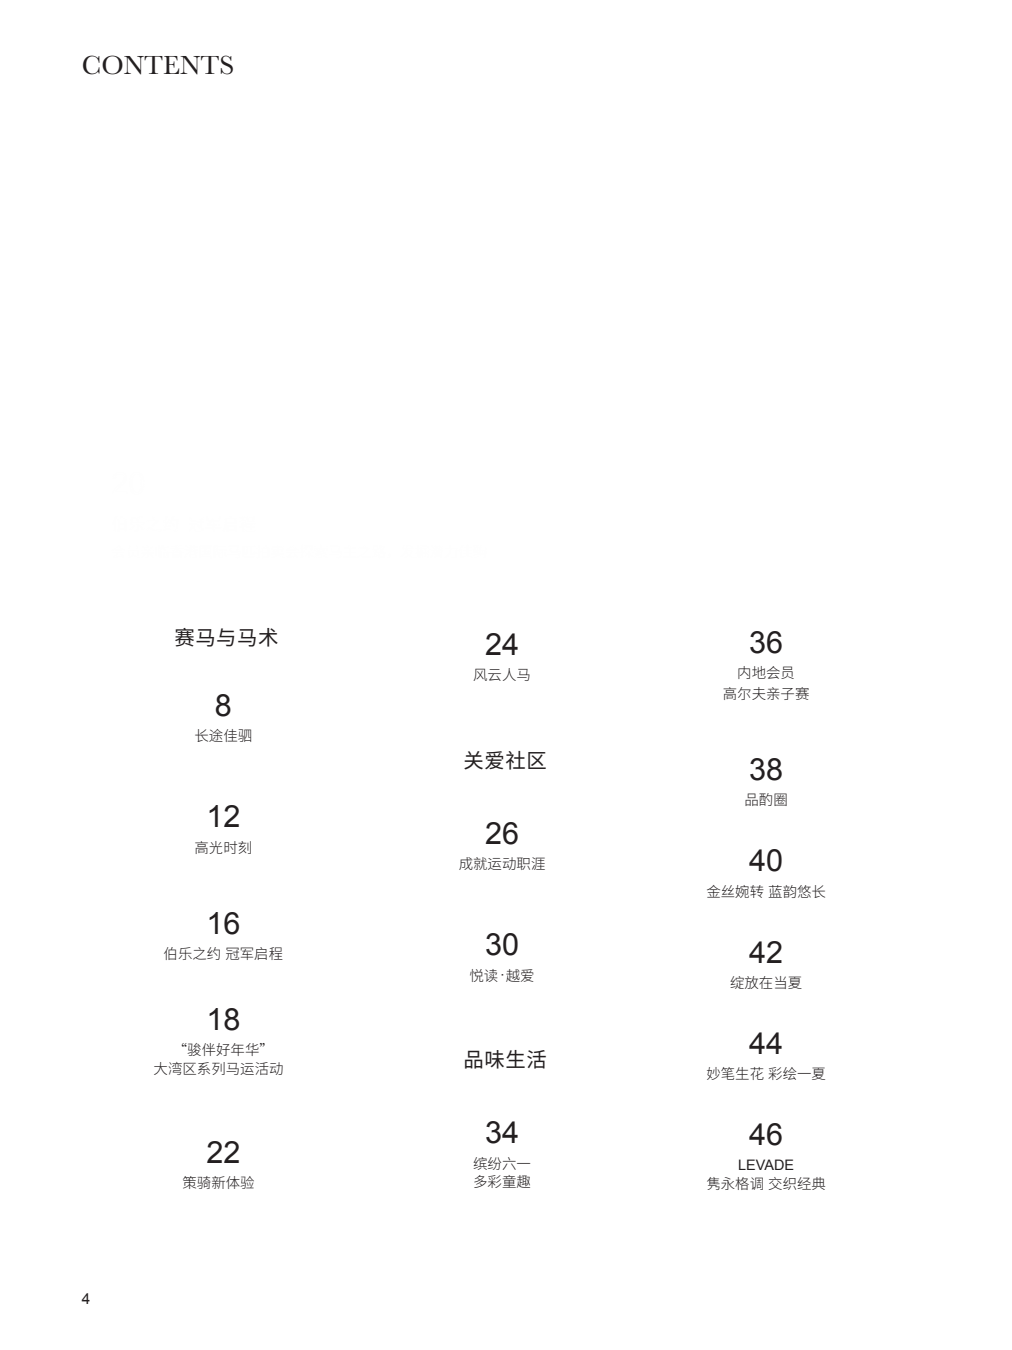 CONTENTS
赛马与马术
8
长途佳驷
12
高光时刻
16
伯乐之约 冠军启程
18
“骏伴好年华”
大湾区系列马运活动
22
策骑新体验
24
风云人马
关爱社区
26
成就运动职涯
30
悦读·越爱
品味生活
34
缤纷六一
多彩童趣
36
内地会员
高尔夫亲子赛
38
品酌圈
40
金丝婉转 蓝韵悠长
42
绽放在当夏
44
妙笔生花 彩绘一夏
46
LEVADE
隽永格调 交织经典
4